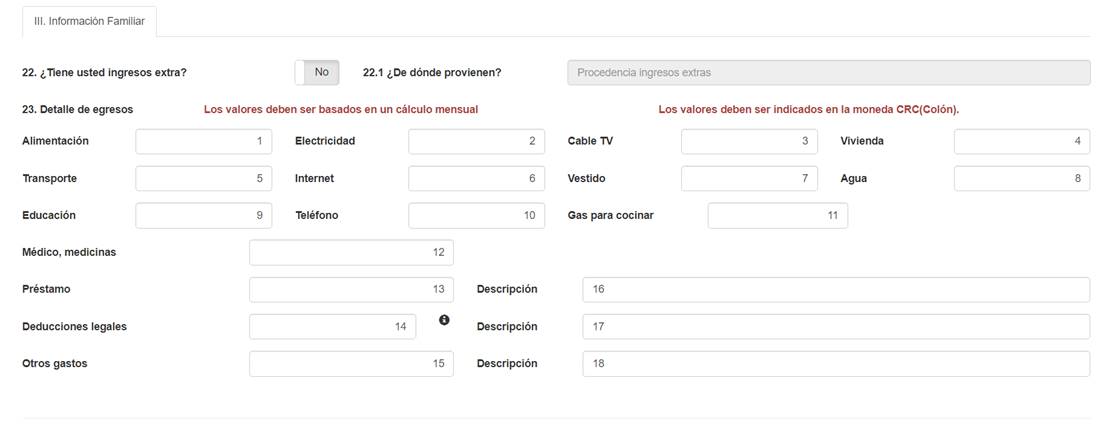 III. Información Familiar
22. ¿Tiene usted ingresos extra? No 22.1 ¿De dónde provienen? Procedencia ingresos extras
23. Detalle de egresos Los valores deben ser basados en un cálculo mensual Los valores deben ser indicados en la moneda CRC(Colón).
Alimentación 1 Electricidad 2 Cable TV 3 Vivienda 4
Transporte 5 Internet 6 Vestido 7 Agua 8
Educación 9 Teléfono 10 Gas para cocinar 11
Médico, medicinas 12
Préstamo 13 Descripción 16
Deducciones legales 14 Descripción 17
Otros gastos 15 Descripción 18